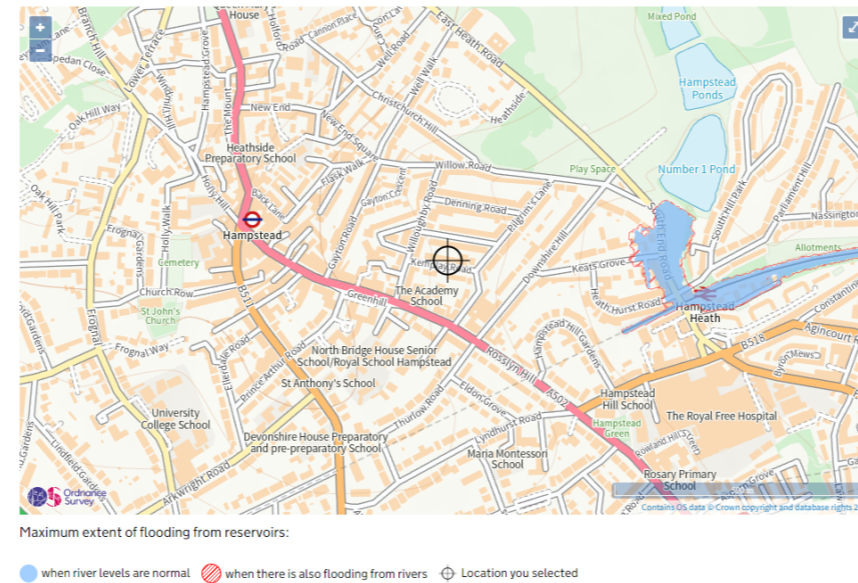 House
Cannon Place
Holford
Road
Well Road
East Heath Road
Mixed Pond
+
−
Branch Hill
Lower Terrace
Hampstead Grove
Windmill Hill
The Mount
Well Walk
Hampstead
Ponds
Oak Hill Way
New End
Christchurch Hill
Heathside
New End Square
Heathside
Preparatory School
Flask Walk
Willow Road
Play Space
Number 1 Pond
Oak Hill Park
Holly Hill
Back Lane
Gayton Crescent
Willoughby Road
Denning Road
Pilgrim's Lane
South End Road
South Hill Park
Parliament Hill
Nassington
Hampstead
Frognal
Gardens
Holly Walk
Gayton Road
Downshire Hill
Allotments
Cemetery
Kemplay Road
Keats Grove
Church Row
B511
Greenhill
The Academy
School
Heath Hurst Road
Hampstead
Heath
Constantine
St John's
Church
Frognal
Frognal Way
Ellerdale Road
Prince Arthur Road
North Bridge House Senior
School/Royal School Hampstead
Rosslyn Hill
Hampstead Hill Gardens
B518
Agincourt R
Byron Mews
St Anthony's School
Eldon Grove
A502
Hampstead
Hill School
University
College School
Thurlow Road
Lyndhurst Road
Hampstead
Green
The Royal Free Hospital
Lindfield Gardens
Devonshire House Preparatory
and pre-preparatory School
Maria Montessori
School
Rowland Hill Street
Arkwright Road
Rosary Primary
School
Ordnance
Survey
Contains OS data © Crown copyright and database rights 2
Maximum extent of flooding from reservoirs:
when river levels are normal when there is also flooding from rivers Location you selected